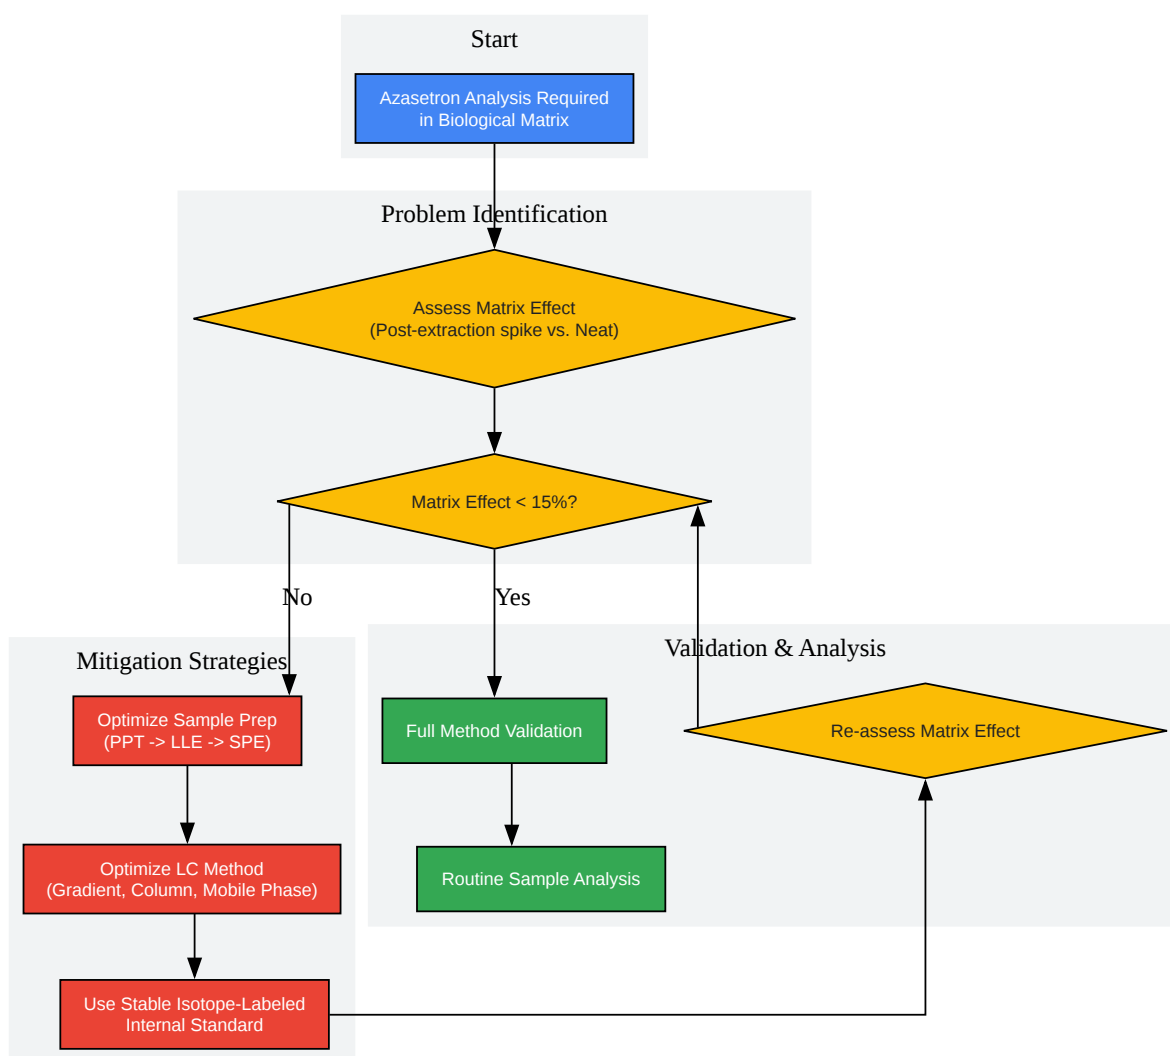 Start
Azasetron Analysis Required
in Biological Matrix
Problem Identification
Assess Matrix Effect
(Post-extraction spike vs. Neat)
Matrix Effect < 15%?
No
Yes
Mitigation Strategies
Optimize Sample Prep
(PPT -> LLE -> SPE)
Optimize LC Method
(Gradient, Column, Mobile Phase)
Use Stable Isotope-Labeled
Internal Standard
Validation & Analysis
Full Method Validation
Re-assess Matrix Effect
Routine Sample Analysis